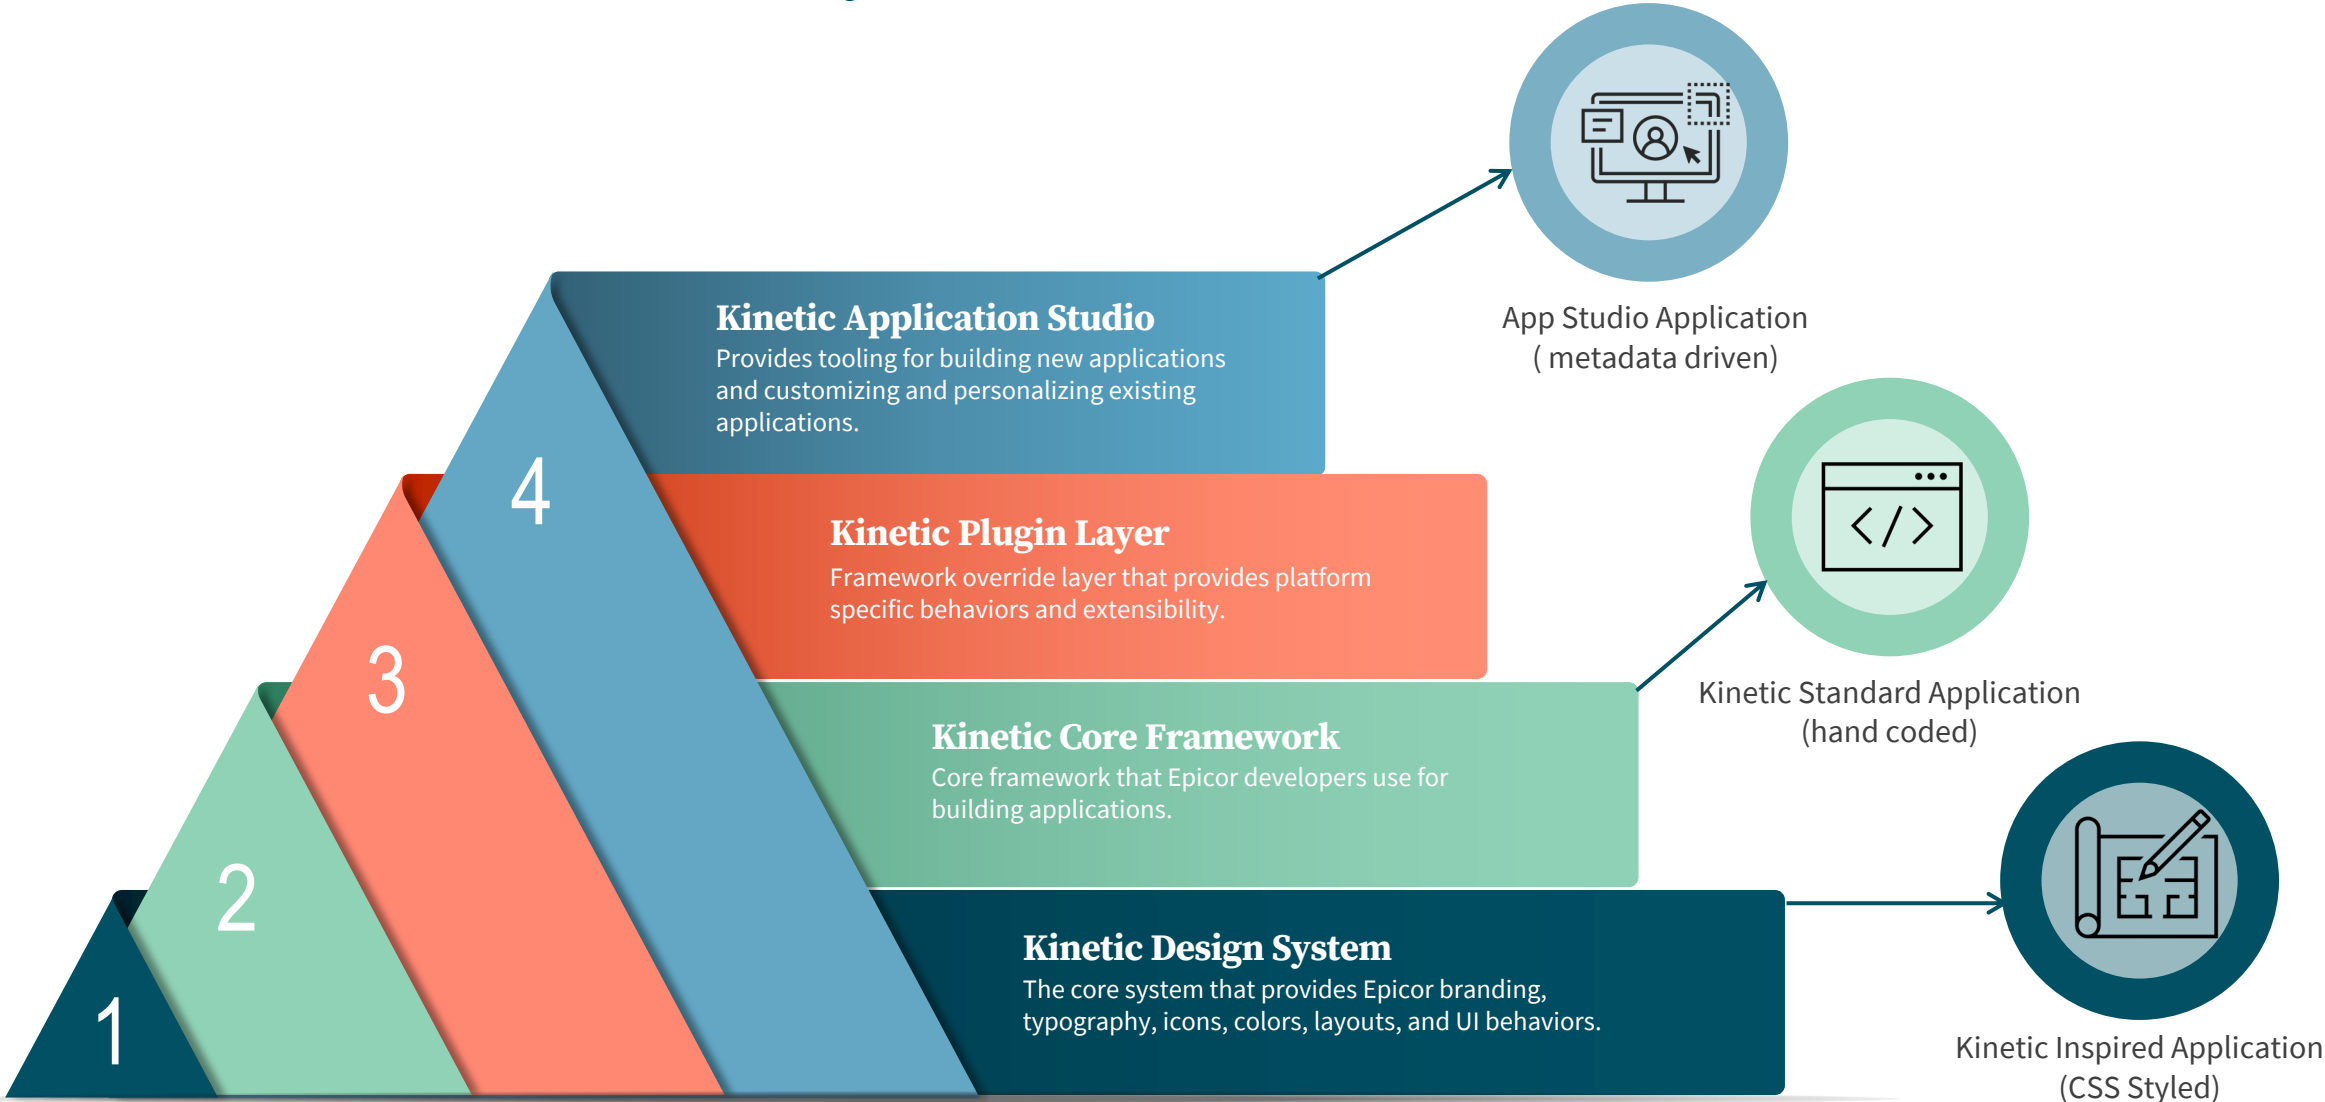 App Studio Application
( metadata driven)
4
Kinetic Application Studio
Provides tooling for building new applications
and customizing and personalizing existing
applications.
3
Kinetic Plugin Layer
Framework override layer that provides platform
specific behaviors and extensibility.
Kinetic Standard Application
(hand coded)
2
Kinetic Core Framework
Core framework that Epicor developers use for
building applications.
1
Kinetic Design System
The core system that provides Epicor branding,
typography, icons, colors, layouts, and UI behaviors.
Kinetic Inspired Application
(CSS Styled)